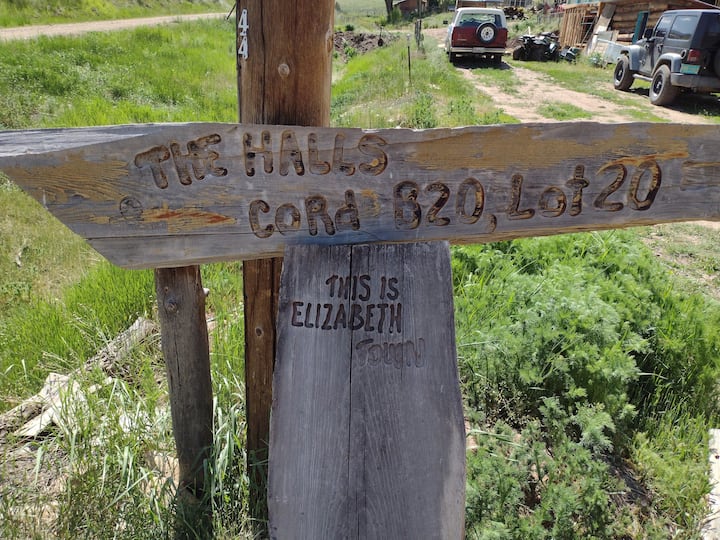 44
THE HALLS
CORd B20, Lot 20
THIS IS
ELIZABETH
TOWN